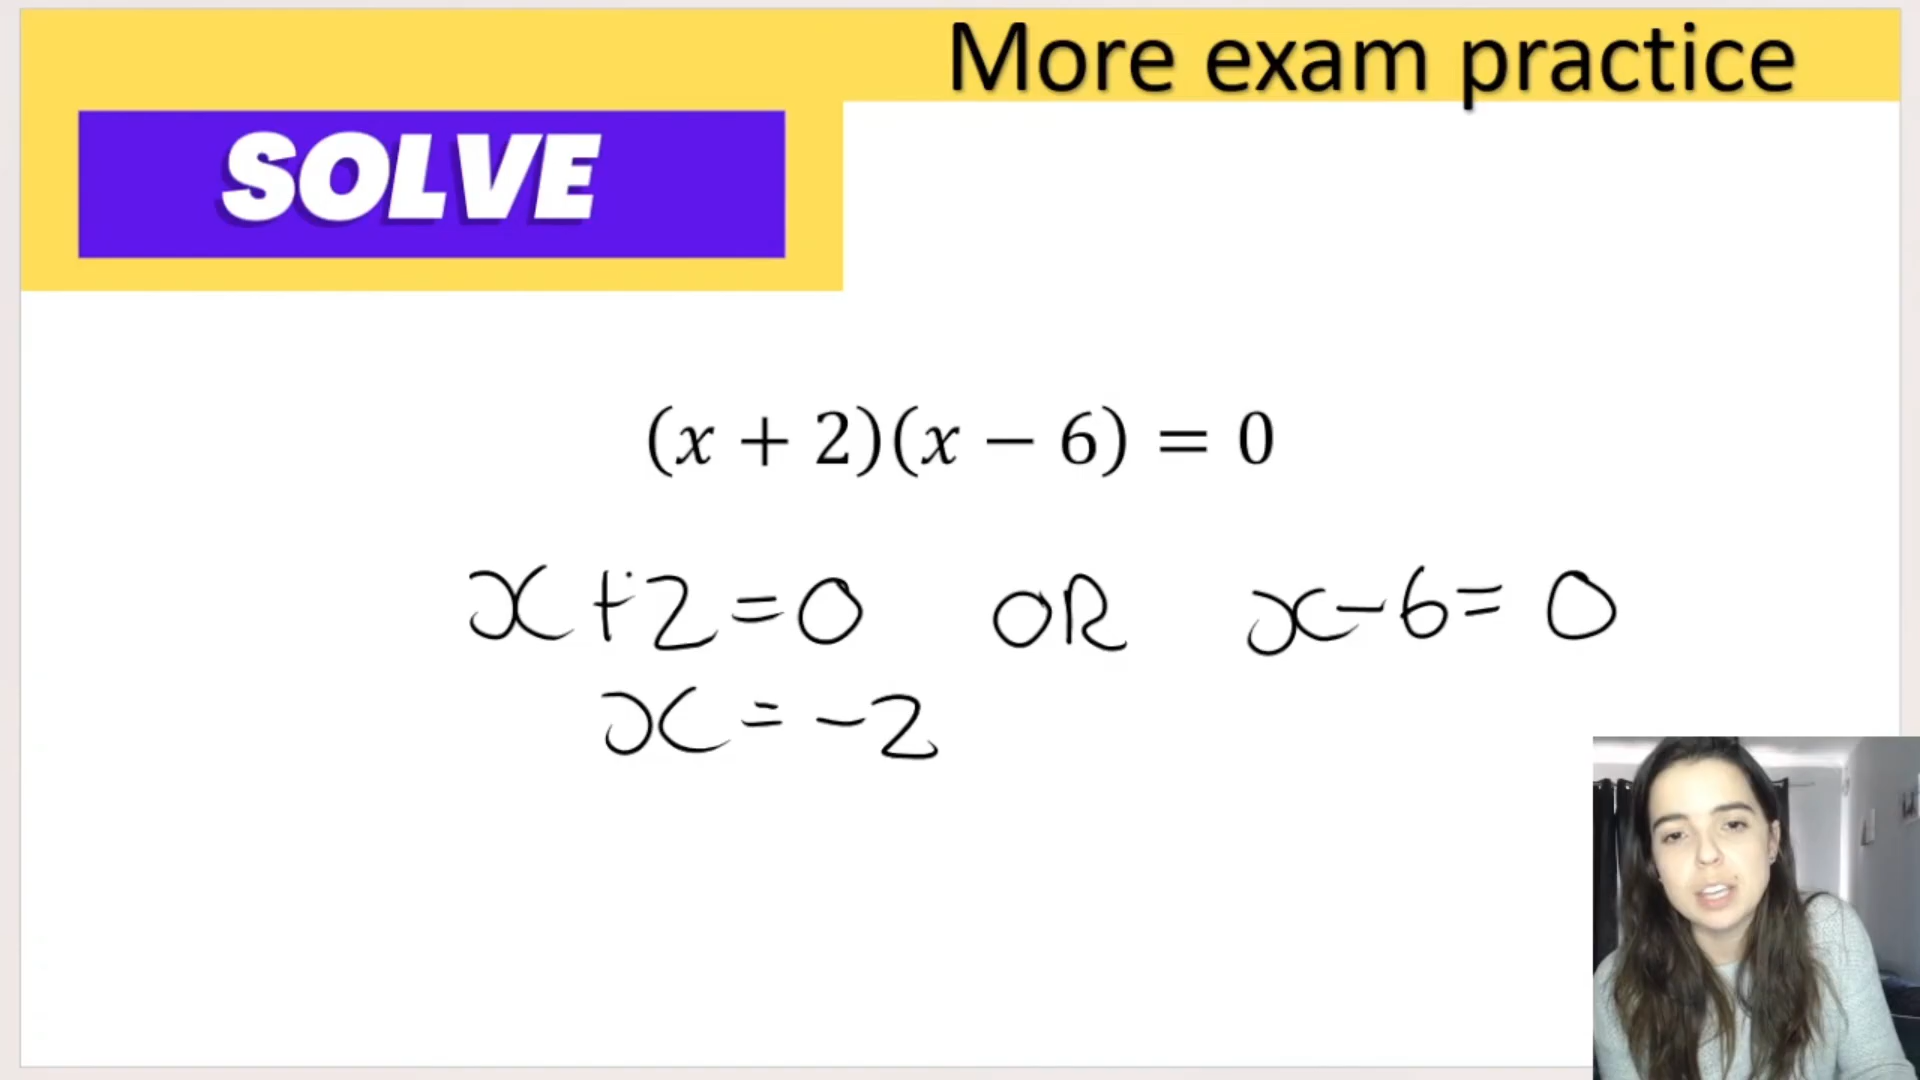 More exam practice
SOLVE
(x + 2)(x − 6) = 0
x+2=0 OR x-6=0
x=-2